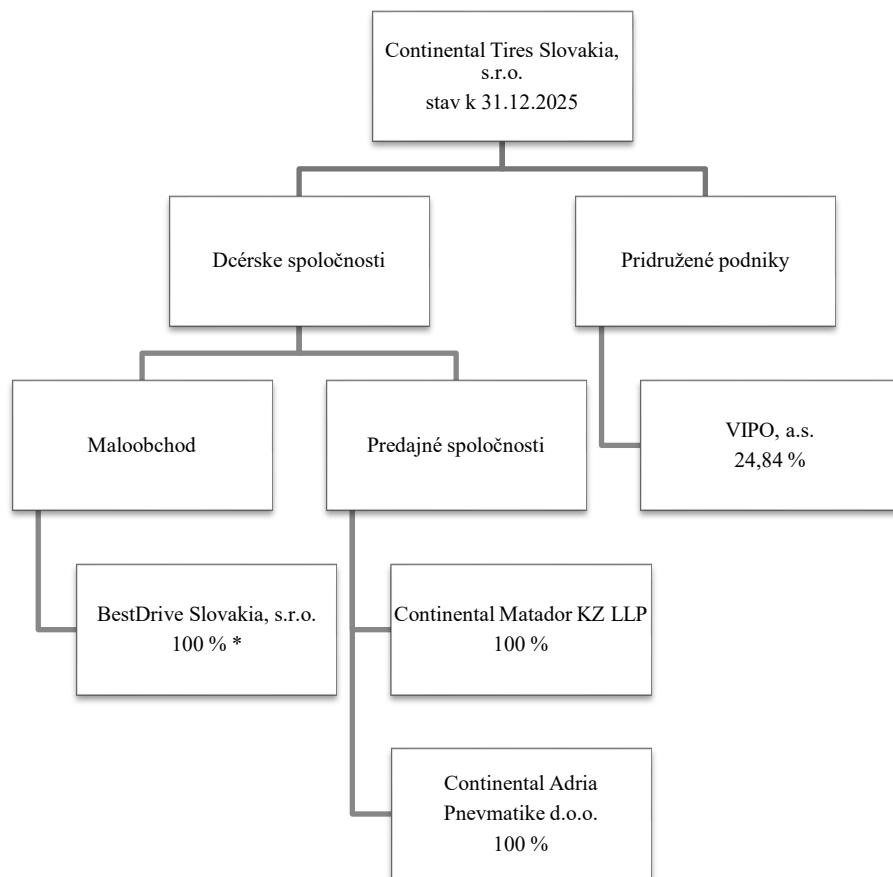 Continental Tires Slovakia,
s.r.o.
stav k 31.12.2025
Dcérske spoločnosti
Pridružené podniky
Maloobchod
Predajné spoločnosti
VIPO, a.s.
24,84 %
BestDrive Slovakia, s.r.o.
100 % *
Continental Matador KZ LLP
100 %
Continental Adria
Pnevmatike d.o.o.
100 %